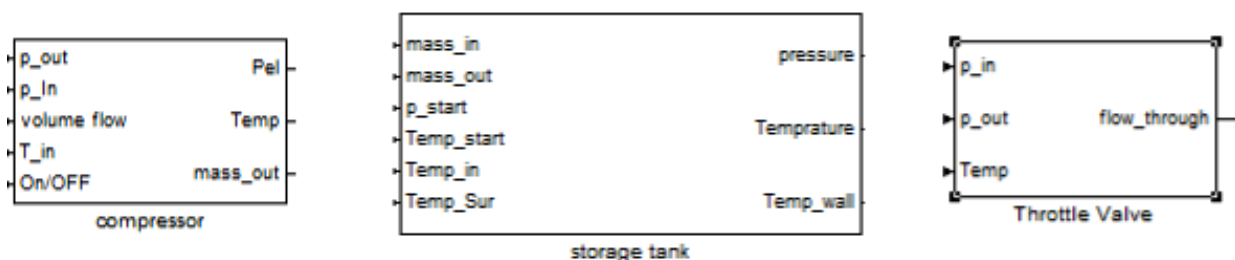 p_out
p_In
volume flow
T_in
On/OFF
Pel
Temp
mass_out
compressor
mass_in
mass_out
p_start
Temp_start
Temp_in
Temp_Sur
pressure
Temprature
Temp_wall
storage tank
p_in
p_out
Temp
flow_through
Throttle Valve